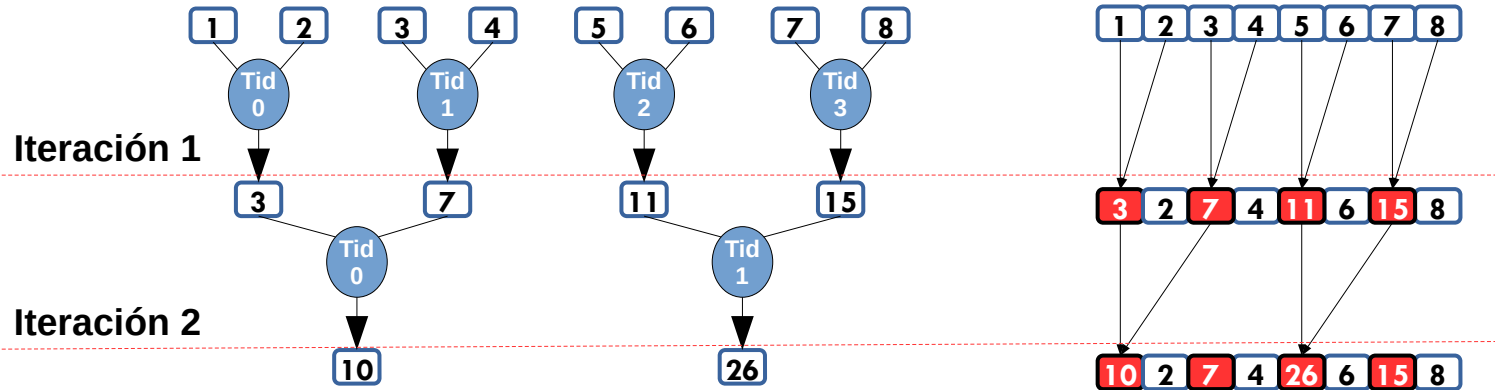 1 2 3 4 5 6 7 8 1 2 3 4 5 6 7 8
Tid 0 Tid 1 Tid 2 Tid 3
Iteración 1
3 7 11 15 3 2 7 4 11 6 15 8
Tid 0 Tid 1
Iteración 2
10 26 10 2 7 4 26 6 15 8